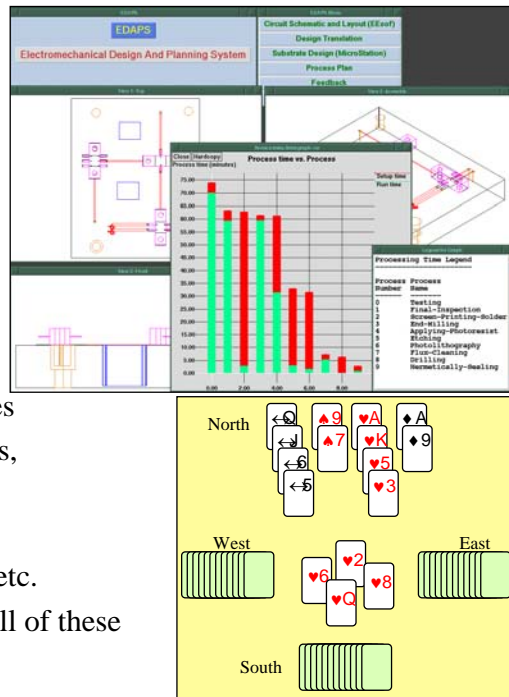 EDAPS
EDAPS
Electromechanical Design And Planning System
EDAPS Menu
Circuit Schematic and Layout (EEsof)
Design Translation
Substrate Design (MicroStation)
Process Plan
Feedback
Close Hardcopy
Process time vs. Process
Process time (minutes)
Setup time
Run time
75.00
70.00
65.00
60.00
55.00
50.00
45.00
40.00
35.00
30.00
25.00
20.00
15.00
10.00
5.00
0.00
0.00 2.00 4.00 6.00 8.00
Processing Time Legend
Process Process
Number Name
0 Testing
1 Final-Inspection
2 Screen-Printing-Solder
3 End-Milling
4 Applying-Photoresist
5 Etching
6 Photolithography
7 Flux-Cleaning
8 Drilling
9 Hermetically-Sealing
es
s,
etc.
ll of these
North
↔Q ♠9 ♥A ♦A
↔J ♠7 ♥K ♦9
↔6 ♥5
↔5 ♥3
West
East
♥2
♥6 ♥8
♥Q
South